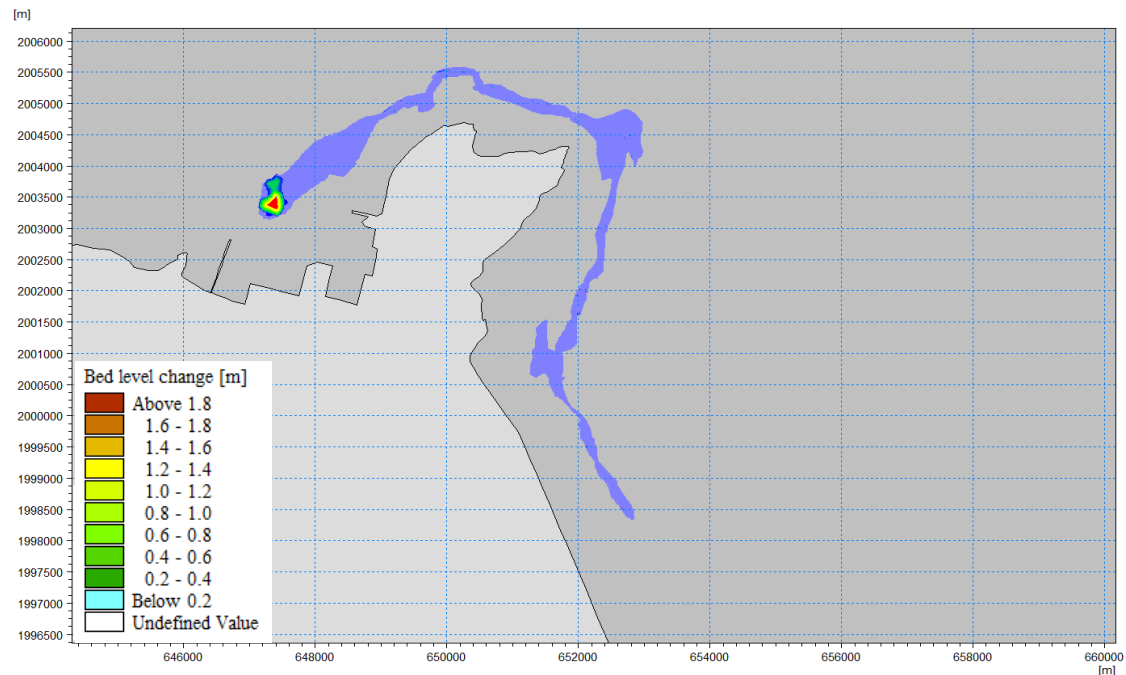 [m]
2006000
2005500
2005000
2004500
2004000
2003500
2003000
2002500
2002000
2001500
2001000
2000500
2000000
1999500
1999000
1998500
1998000
1997500
1997000
1996500
Bed level change [m]
Above 1.8
1.6 - 1.8
1.4 - 1.6
1.2 - 1.4
1.0 - 1.2
0.8 - 1.0
0.6 - 0.8
0.4 - 0.6
0.2 - 0.4
Below 0.2
Undefined Value
646000 648000 650000 652000 654000 656000 658000 660000
[m]